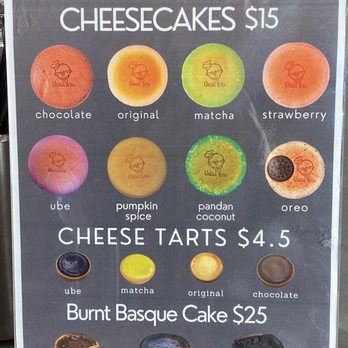 CHEESECAKES $15
chocolate original matcha strawberry
ube pumpkin spice pandan coconut oreo
CHEESE TARTS $4.5
ube matcha original chocolate
Burnt Basque Cake $25